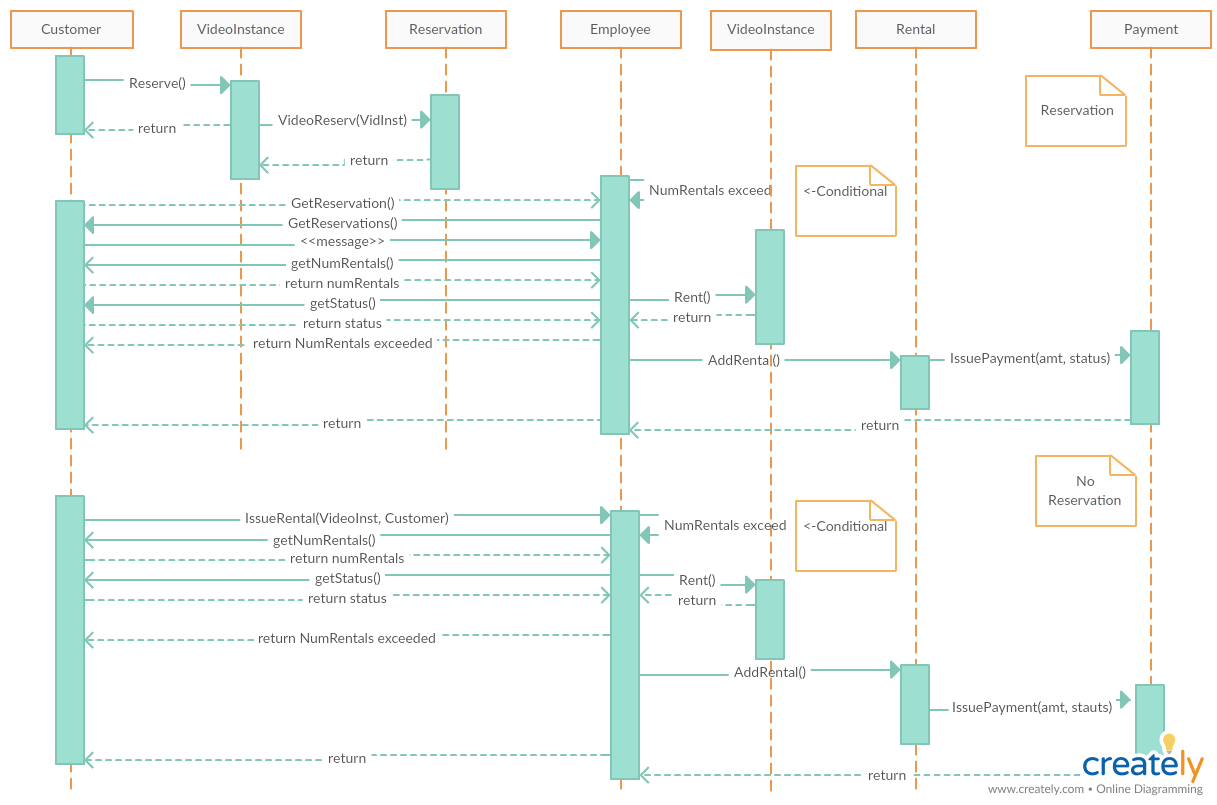 Customer
VideoInstance
Reservation
Employee
VideoInstance
Rental
Payment
Reserve()
Reservation
VideoReserv(VidInst)
return
return
NumRentals exceed
<-Conditional
GetReservation()
GetReservations()
<<message>>
getNumRentals()
return numRentals
Rent()
getStatus()
return
return status
return NumRentals exceeded
AddRental()
IssuePayment(amt, status)
return
return
No
Reservation
IssueRental(VideoInst, Customer)
NumRentals exceed
<-Conditional
getNumRentals()
return numRentals
getStatus()
Rent()
return status
return
return NumRentals exceeded
AddRental()
IssuePayment(amt, stauts)
return
return
creately
www.creately.com • Online Diagramming